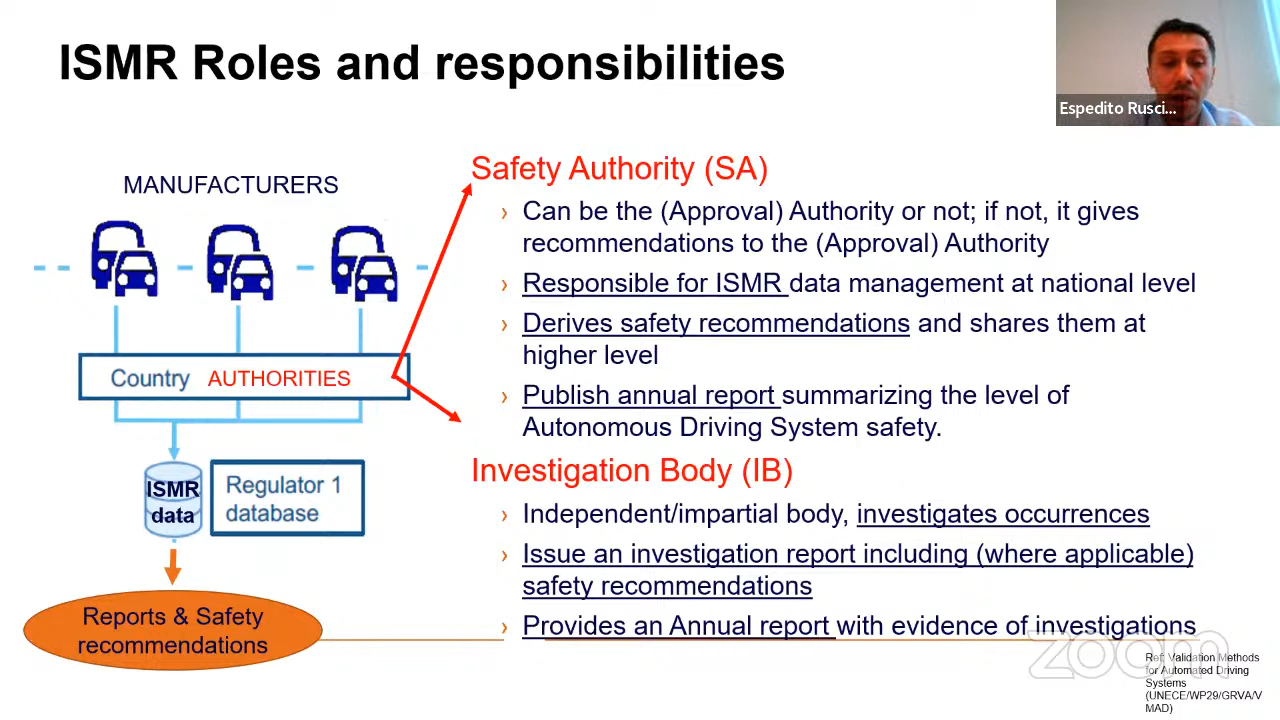 ISMR Roles and responsibilities
Espedito Rusci...
MANUFACTURERS
Country AUTHORITIES
ISMR
data
Regulator 1
database
Reports & Safety
recommendations
Safety Authority (SA)
› Can be the (Approval) Authority or not; if not, it gives
recommendations to the (Approval) Authority
› Responsible for ISMR data management at national level
› Derives safety recommendations and shares them at
higher level
› Publish annual report summarizing the level of
Autonomous Driving System safety.
Investigation Body (IB)
› Independent/impartial body, investigates occurrences
› Issue an investigation report including (where applicable)
safety recommendations
› Provides an Annual report with evidence of investigations
zoom
Ref: Validation Methods
for Automated Driving
Systems
(UNECE/WP29/GRVA/V
MAD)